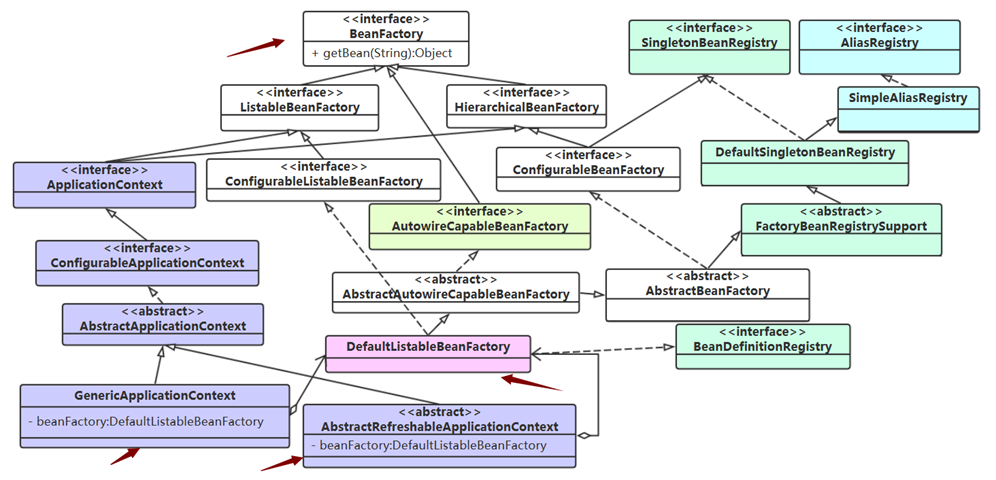 <<interface>>
BeanFactory
+ getBean(String):Object
<<interface>>
SingletonBeanRegistry
<<interface>>
AliasRegistry
<<interface>>
ListableBeanFactory
<<interface>>
HierarchicalBeanFactory
SimpleAliasRegistry
<<interface>>
ApplicationContext
<<interface>>
ConfigurableListableBeanFactory
<<interface>>
ConfigurableBeanFactory
DefaultSingletonBeanRegistry
<<interface>>
AutowireCapableBeanFactory
<<abstract>>
FactoryBeanRegistrySupport
<<interface>>
ConfigurableApplicationContext
<<abstract>>
AbstractAutowireCapableBeanFactory
<<abstract>>
AbstractBeanFactory
<<abstract>>
AbstractApplicationContext
DefaultListableBeanFactory
<<interface>>
BeanDefinitionRegistry
GenericApplicationContext
- beanFactory:DefaultListableBeanFactory
<<abstract>>
AbstractRefreshableApplicationContext
- beanFactory:DefaultListableBeanFactory